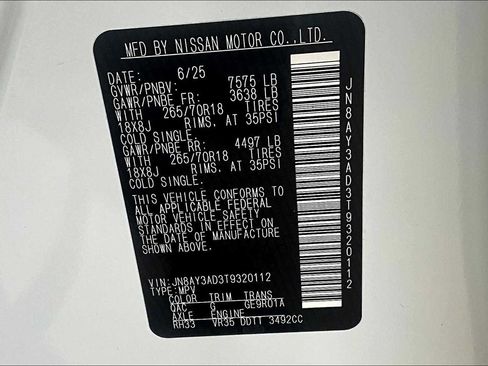 MFD BY NISSAN MOTOR CO.,LTD.
DATE: 6/25
GVWR/PNBV: 7575 LB
GAWR/PNBE FR: 3638 LB
WITH 265/70R18 TIRES
18X8J RIMS, AT 35PSI
COLD SINGLE.
GAWR/PNBE RR: 4497 LB
WITH 265/70R18 TIRES
18X8J RIMS, AT 35PSI
COLD SINGLE.
THIS VEHICLE CONFORMS TO
ALL APPLICABLE FEDERAL
MOTOR VEHICLE SAFETY
STANDARDS IN EFFECT ON
THE DATE OF MANUFACTURE
SHOWN ABOVE.
VIN: JN8AY3AD3T9320112
TYPE: MPV
COLOR TRIM TRANS
QAC G GE9R01A
AXLE ENGINE
RH33 VR35 DDTT 3492CC
JN8AY3AD3T9320112